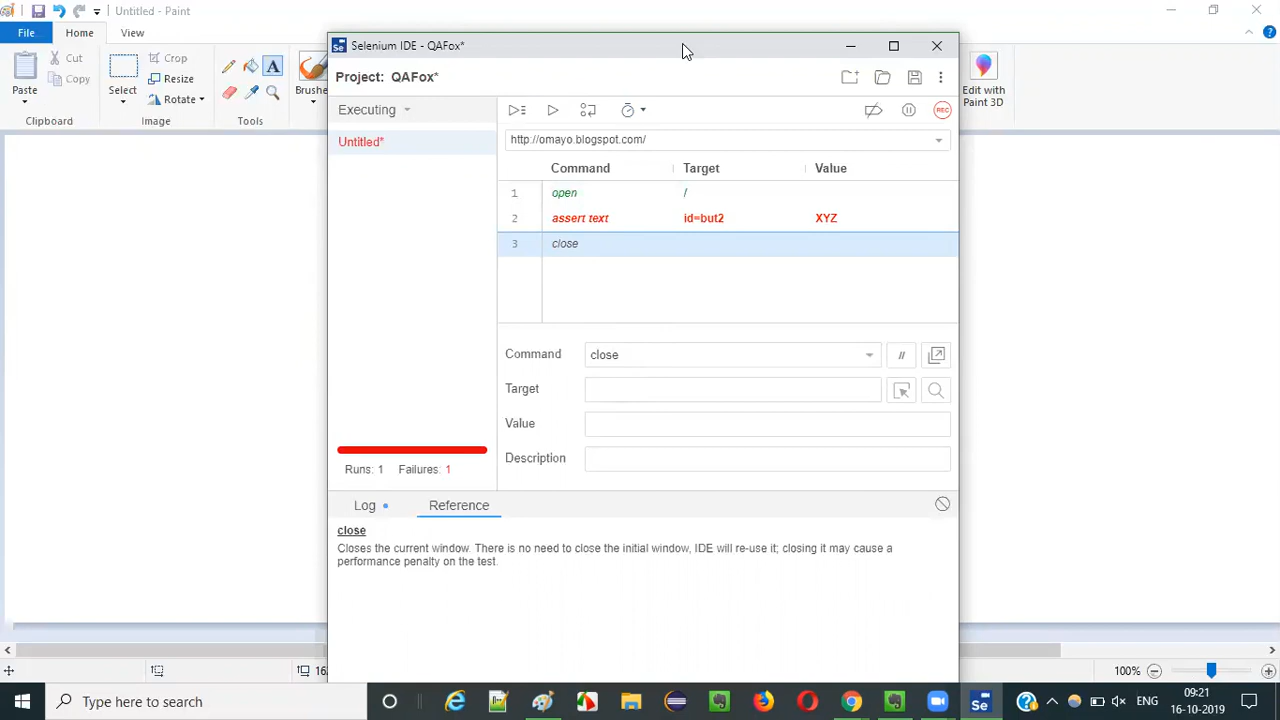 Untitled - Paint
File
Home
View
Paste
Cut
Copy
Clipboard
Select
Crop
Resize
Rotate
Image
A
Tools
Brushe
Edit with
Paint 3D
Se
Selenium IDE - QAFox*
Project: QAFox*
Executing
REC
Untitled*
http://omayo.blogspot.com/
Command Target Value
1 open /
2 assert text id=but2 XYZ
3 close
Command close //
Target
Value
Description
Runs: 1 Failures: 1
Log Reference
close
Closes the current window. There is no need to close the initial window, IDE will re-use it; closing it may cause a
performance penalty on the test.
100%
Type here to search
Se
ENG
09:21
16-10-2019